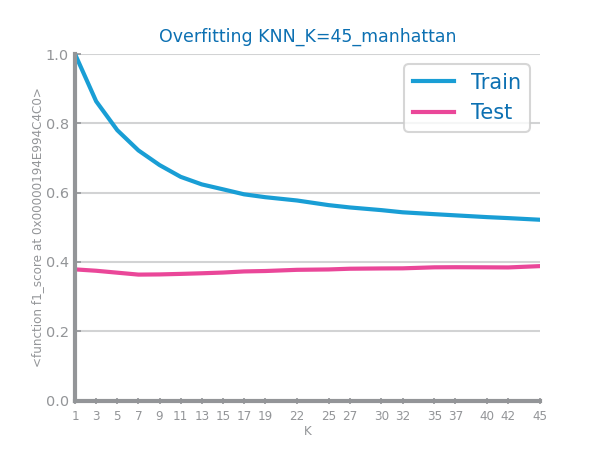 Overfitting KNN_K=45_manhattan
<function f1_score at 0x00000194E994C4C0>
1.0
0.8
0.6
0.4
0.2
0.0
Train
Test
1 3 5 7 9 11 13 15 17 19 22 25 27 30 32 35 37 40 42 45
K